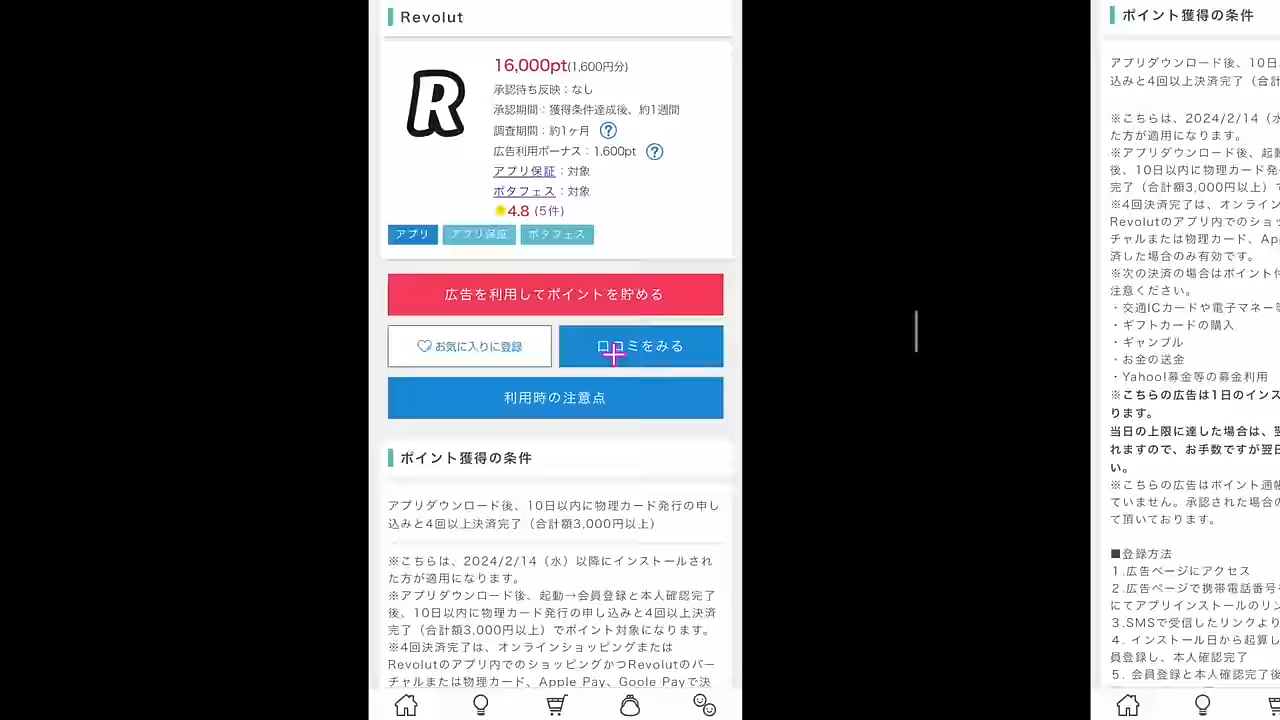 Revolut
R
16,000pt(1,600円分)
承認待ち反映：なし
承認期間：獲得条件達成後、約1週間
調査期間：約1ヶ月 ?
広告利用ボーナス：1,600pt ?
アプリ保証：対象
ポタフェス：対象
4.8 (5件)
アプリ アプリ保証 ポタフェス
広告を利用してポイントを貯める
お気に入りに登録 口コミをみる
利用時の注意点
ポイント獲得の条件
アプリダウンロード後、10日以内に物理カード発行の申し
込みと4回以上決済完了（合計額3,000円以上）
※こちらは、2024/2/14（水）以降にインストールされ
た方が適用になります。
※アプリダウンロード後、起動→会員登録と本人確認完了
後、10日以内に物理カード発行の申し込みと4回以上決済
完了（合計額3,000円以上）でポイント対象になります。
※4回決済完了は、オンラインショッピングまたは
Revolutのアプリ内でのショッピングかつRevolutのバー
チャルまたは物理カード、Apple Pay、Goole Payで決
ポイント獲得の条件
アプリダウンロード後、10日
込みと4回以上決済完了（合計
※こちらは、2024/2/14（水
た方が適用になります。
※アプリダウンロード後、起動
後、10日以内に物理カード発
完了（合計額3,000円以上）で
※4回決済完了は、オンライン
Revolutのアプリ内でのショッ
チャルまたは物理カード、App
済した場合のみ有効です。
※次の決済の場合はポイント付
注意ください。
・交通ICカードや電子マネー等
・ギフトカードの購入
・ギャンブル
・お金の送金
・Yahoo!募金等の募金利用
※こちらの広告は1日のインス
ります。
当日の上限に達した場合は、翌
れますので、お手数ですが翌日
い。
※こちらの広告はポイント通帳
ていません。承認された場合の
て頂いております。
■登録方法
1.広告ページにアクセス
2.広告ページで携帯電話番号を
にてアプリインストールのリン
3.SMSで受信したリンクより
4. インストール日から起算し
員登録し、本人確認完了
5. 会員登録と本人確認完了後